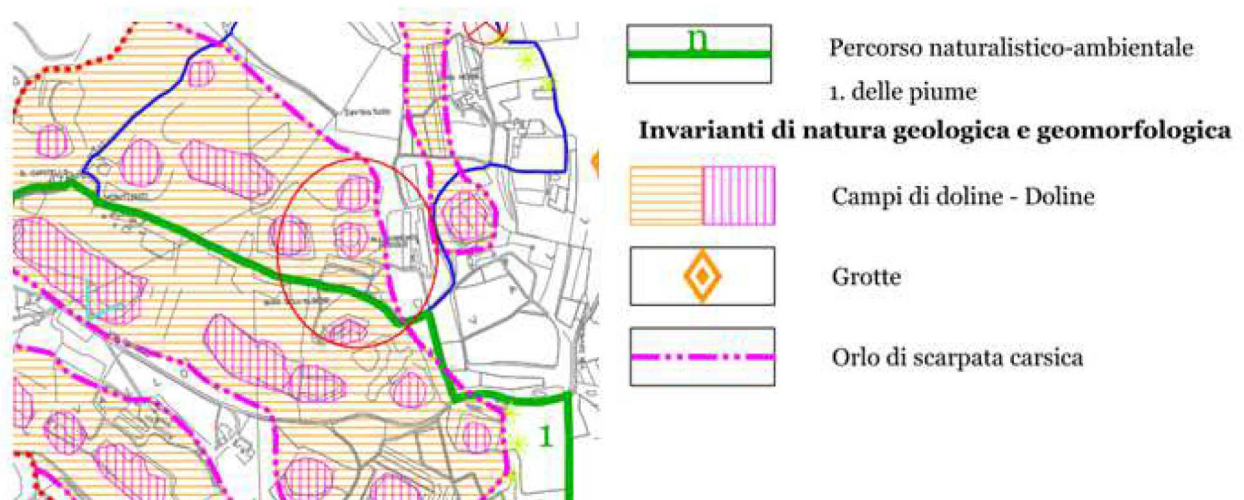 n
Percorso naturalistico-ambientale
1. delle piume
Invarianti di natura geologica e geomorfologica
Campi di doline - Doline
Grotte
Orlo di scarpata carsica
1